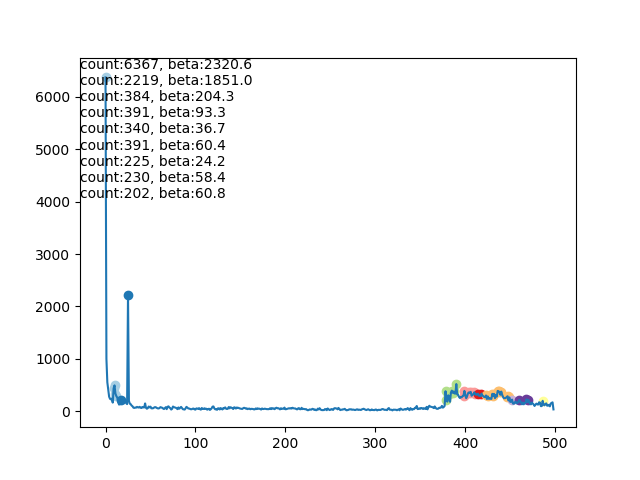 count:6367, beta:2320.6
count:2219, beta:1851.0
count:384, beta:204.3
count:391, beta:93.3
count:340, beta:36.7
count:391, beta:60.4
count:225, beta:24.2
count:230, beta:58.4
count:202, beta:60.8
6000
5000
4000
3000
2000
1000
0
0 100 200 300 400 500